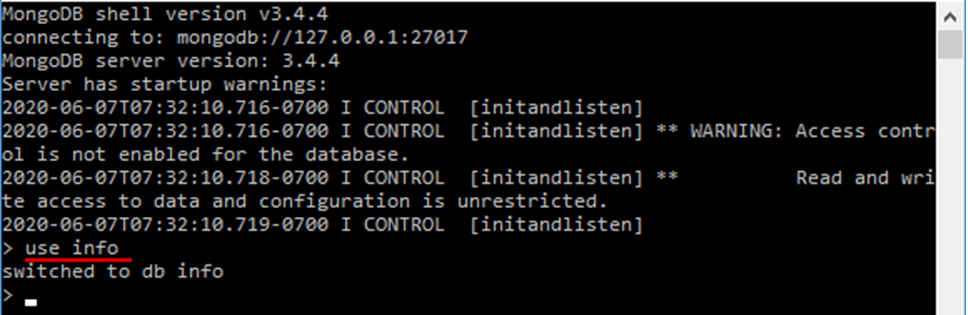 MongoDB shell version v3.4.4
connecting to: mongodb://127.0.0.1:27017
MongoDB server version: 3.4.4
Server has startup warnings:
2020-06-07T07:32:10.716-0700 I CONTROL  [initandlisten]
2020-06-07T07:32:10.716-0700 I CONTROL  [initandlisten] ** WARNING: Access contr
ol is not enabled for the database.
2020-06-07T07:32:10.718-0700 I CONTROL  [initandlisten] **          Read and wri
te access to data and configuration is unrestricted.
2020-06-07T07:32:10.719-0700 I CONTROL  [initandlisten]
> use info
switched to db info
>